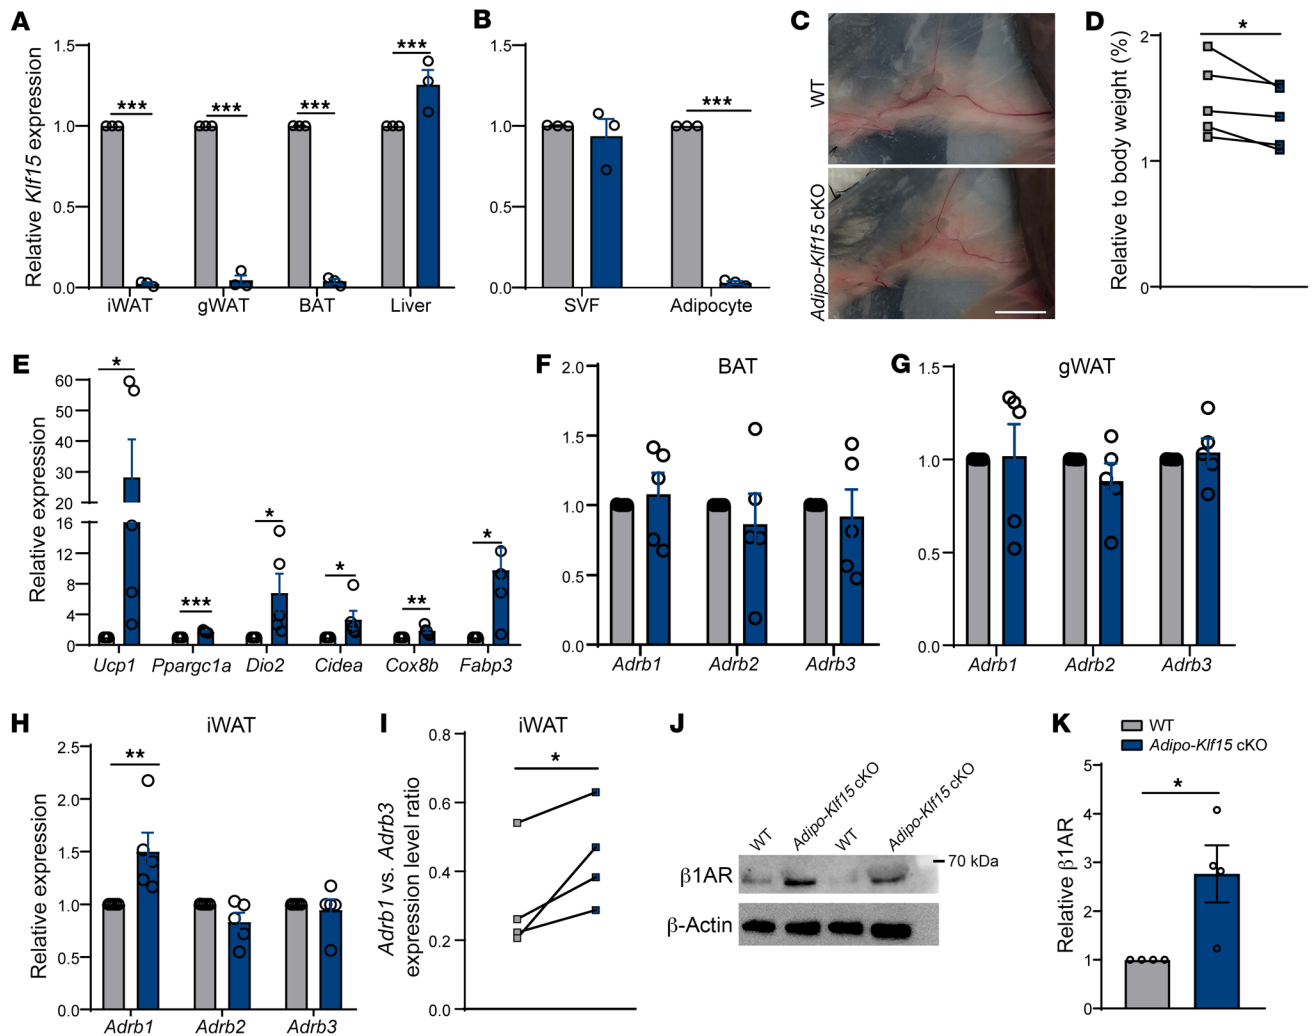 A
Relative Klf15 expression
1.5
1.0
0.5
0.0
***
***
***
***
iWAT
gWAT
BAT
Liver
B
1.5
1.0
0.5
0.0
***
SVF
Adipocyte
C
WT
Adipo-Klf15 cKO
D
Relative to body weight (%)
2
1
0
*
E
Relative expression
Relative expression
60
50
40
30
20
16
12
8
4
0
*
***
*
*
**
*
Ucp1
Ppargc1a
Dio2
Cidea
Cox8b
Fabp3
F
BAT
2.0
1.5
1.0
0.5
0.0
Adrb1
Adrb2
Adrb3
G
gWAT
1.5
1.0
0.5
0.0
Adrb1
Adrb2
Adrb3
H
iWAT
Relative expression
2.5
2.0
1.5
1.0
0.5
0.0
**
Adrb1
Adrb2
Adrb3
I
iWAT
Adrb1 vs. Adrb3
expression level ratio
0.8
0.6
0.4
0.2
0.0
*
J
WT
Adipo-Klf15 cKO
WT
Adipo-Klf15 cKO
70 kDa
β1AR
β-Actin
K
WT
Adipo-Klf15 cKO
Relative β1AR
5
4
3
2
1
0
*